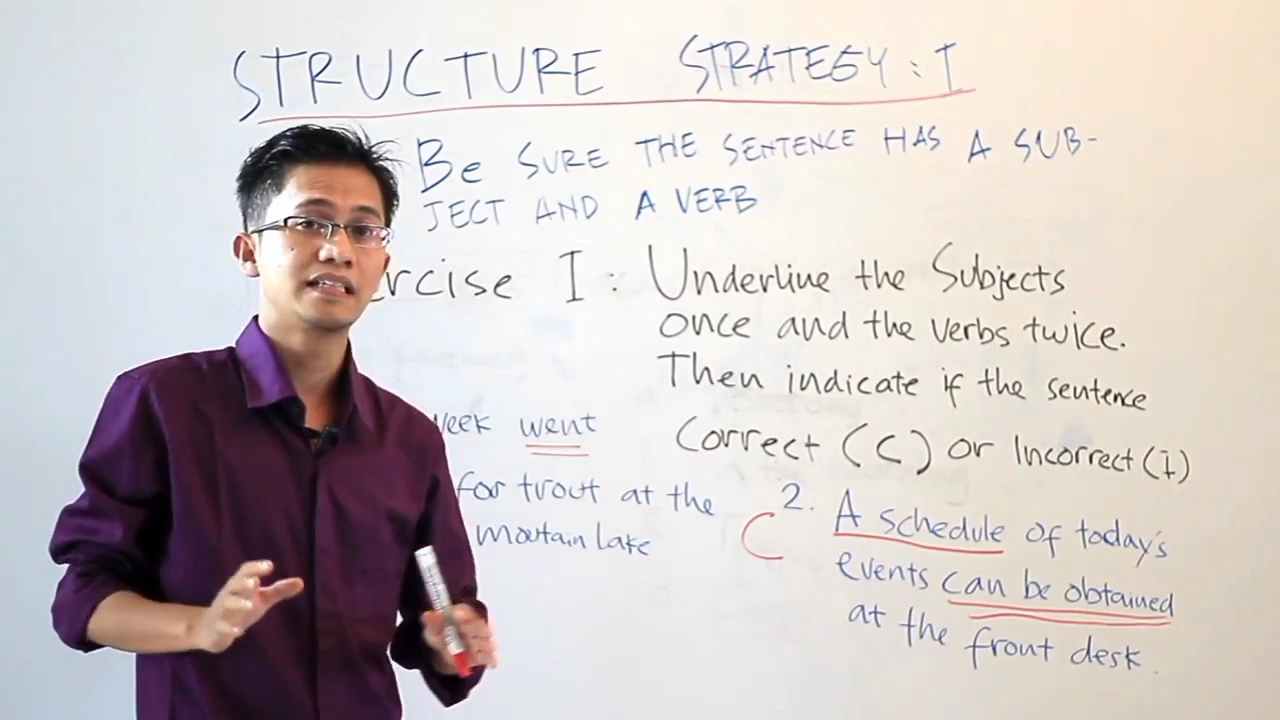 STRUCTURE STRATEGY : I
Be SURE THE SENTENCE HAS A SUB-
JECT AND A VERB
rcise I : Underline the Subjects
once and the verbs twice.
Then indicate if the sentence
Correct (C) or Incorrect (I)
week went
for trout at the
moutain lake
C 2. A schedule of today's
events can be obtained
at the front desk.